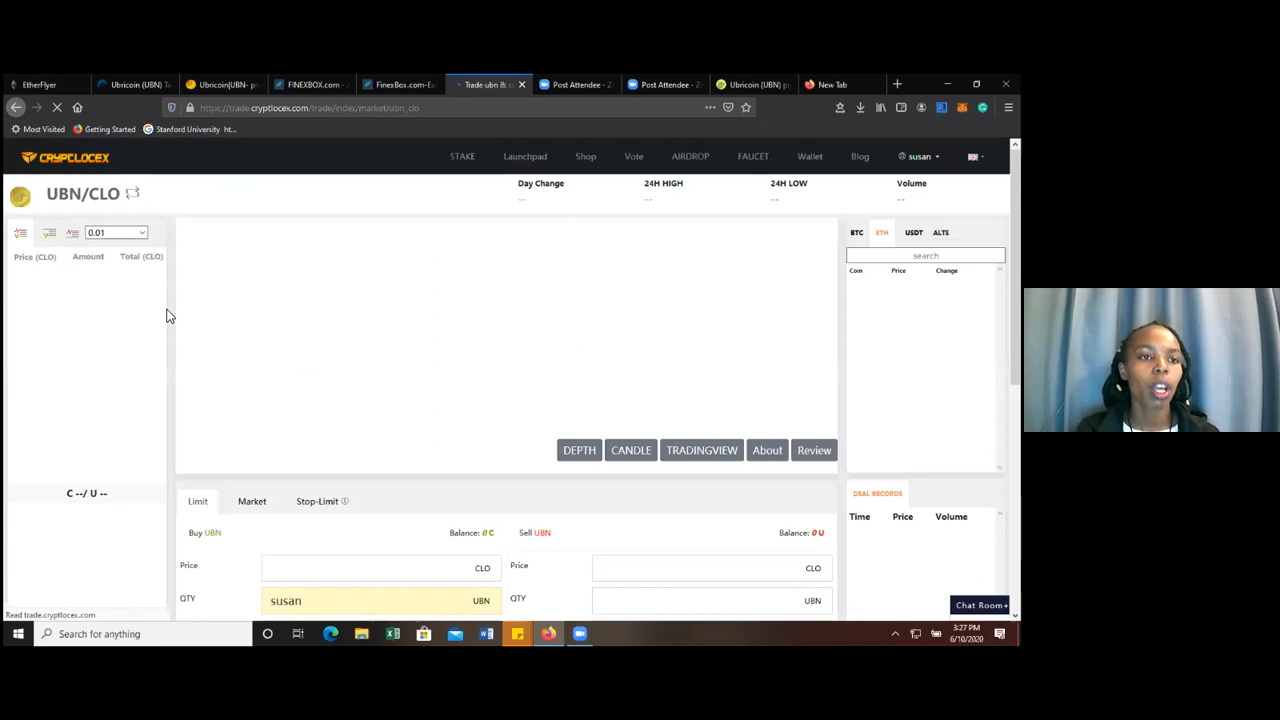 EtherFlyer
Ubricoin (UBN) T
Ubricoin|UBN- pr
FINEXBOX.com -
FinexBox.com-Es
Trade ubn & c
Post Attendee - Z
Post Attendee - Z
Ubricoin (UBN) pr
New Tab
https://trade.cryptlocex.com/trade/index/market/ubn_clo
Most Visited Getting Started Stanford University ht...
CRYPTLOCEX STAKE Launchpad Shop Vote AIRDROP FAUCET Wallet Blog susan
UBN/CLO Day Change 24H HIGH 24H LOW Volume
-- -- -- --
0.01
Price (CLO) Amount Total (CLO)
BTC ETH USDT ALTS
search
Coin Price Change
DEPTH CANDLE TRADINGVIEW About Review
C --/ U --
Limit Market Stop-Limit
DEAL RECORDS
Time Price Volume
Buy UBN Balance: 0 C Sell UBN Balance: 0 U
Price CLO Price CLO
QTY susan UBN QTY UBN
Chat Room+
Read trade.cryptlocex.com
Search for anything
3:27 PM
6/10/2020